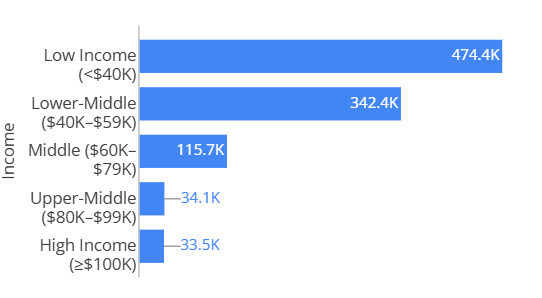 Income
Low Income
(<$40K)
474.4K
Lower-Middle
($40K–$59K)
342.4K
Middle ($60K–
$79K)
115.7K
Upper-Middle
($80K–$99K)
34.1K
High Income
(≥$100K)
33.5K